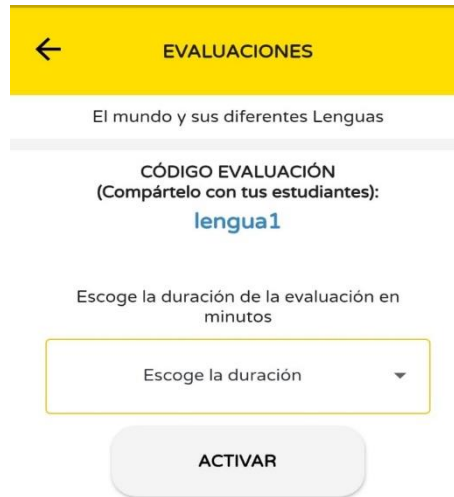 EVALUACIONES
El mundo y sus diferentes Lenguas
CÓDIGO EVALUACIÓN
(Compártelo con tus estudiantes):
lengua1
Escoge la duración de la evaluación en
minutos
Escoge la duración
ACTIVAR